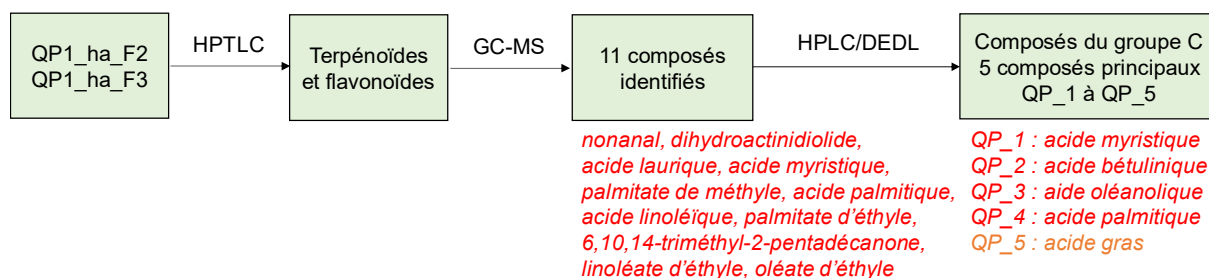 QP1_ha_F2
QP1_ha_F3
HPTLC
Terpénoïdes
et flavonoïdes
GC-MS
11 composés
identifiés
HPLC/DEDL
Composés du groupe C
5 composés principaux
QP_1 à QP_5
nonanal, dihydroactinidiolide,
acide laurique, acide myristique,
palmitate de méthyle, acide palmitique,
acide linoléïque, palmitate d'éthyle,
6,10,14-triméthyl-2-pentadécanone,
linoléate d'éthyle, oléate d'éthyle
QP_1 : acide myristique
QP_2 : acide bétulinique
QP_3 : aide oléanolique
QP_4 : acide palmitique
QP_5 : acide gras